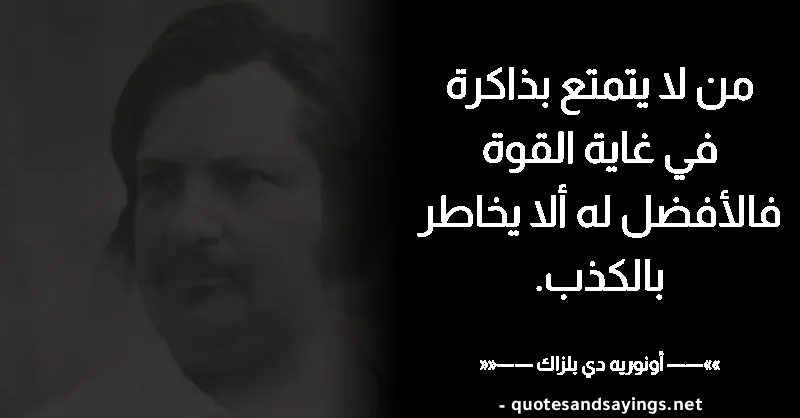 من لا يتمتع بذاكرة
في غاية القوة
فالأفضل له ألا يخاطر
بالكذب.
»»—— أونوريه دي بلزاك ——««
- quotesandsayings.net